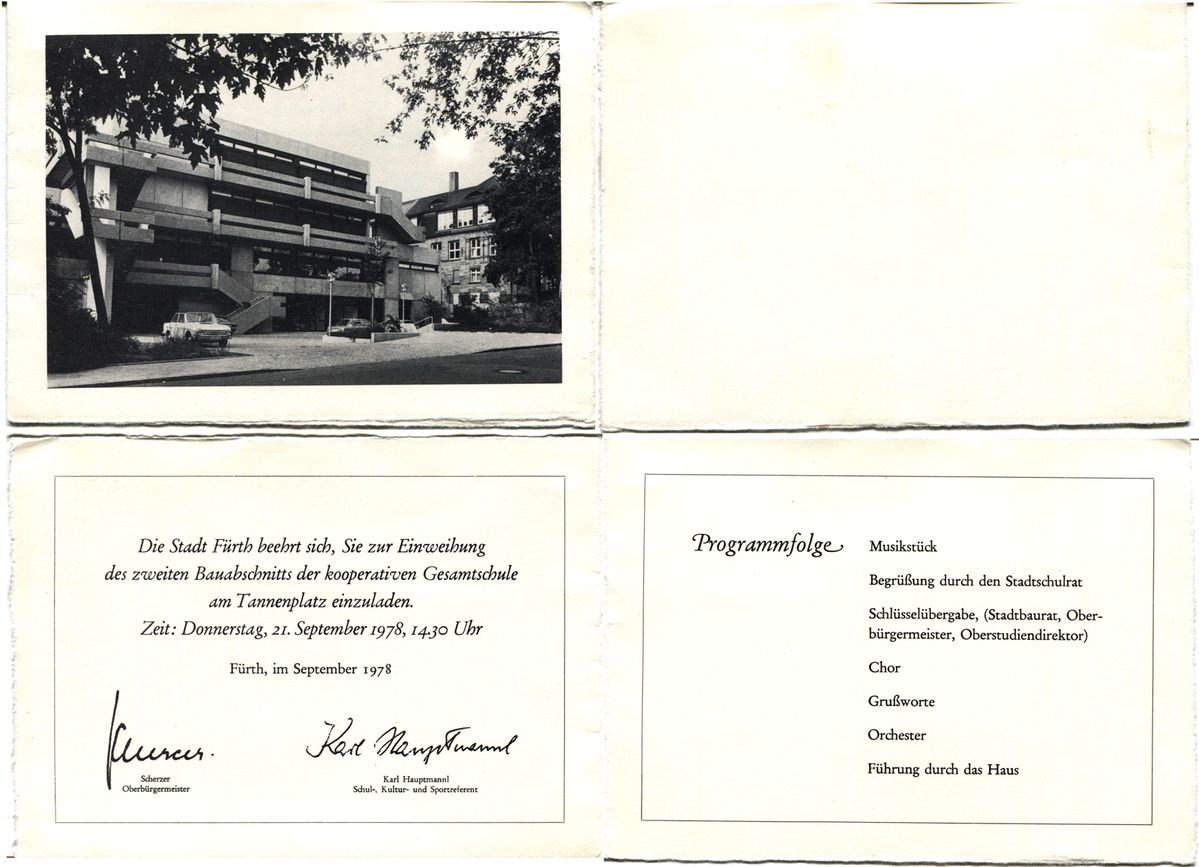 Die Stadt Fürth beehrt sich, Sie zur Einweihung
des zweiten Bauabschnitts der kooperativen Gesamtschule
am Tannenplatz einzuladen.
Zeit: Donnerstag, 21. September 1978, 14.30 Uhr
Fürth, im September 1978
Scherzer.
Karl Hauptmannl
Scherzer
Oberbürgermeister
Karl Hauptmannl
Schul-, Kultur- und Sportreferent
Programmfolge
Musikstück
Begrüßung durch den Stadtschulrat
Schlüsselübergabe, (Stadtbaurat, Ober-
bürgermeister, Oberstudiendirektor)
Chor
Grußworte
Orchester
Führung durch das Haus